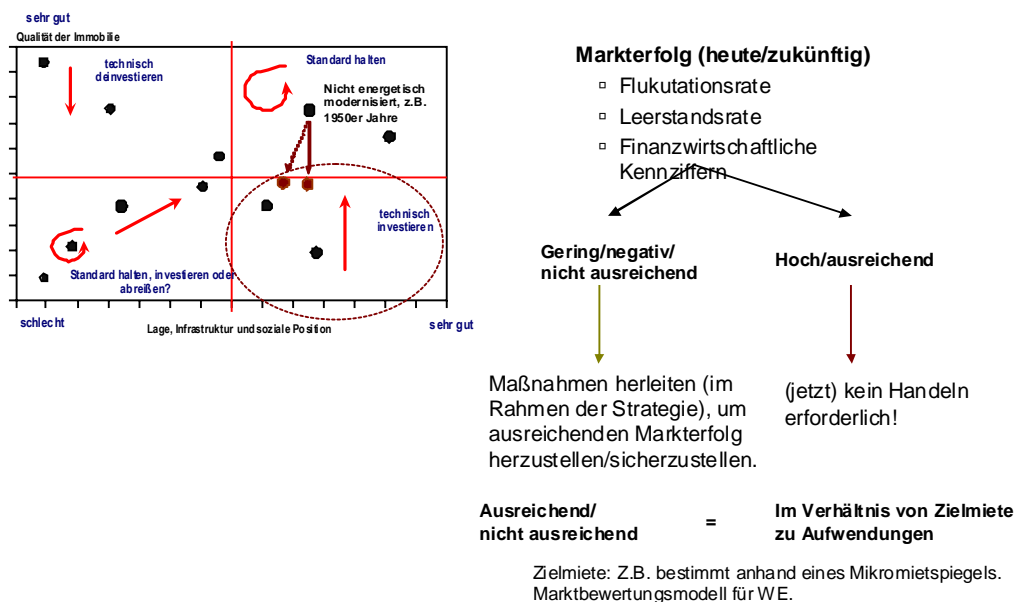 sehr gut
Qualität der Immobilie
technisch
deinvestieren
Standard halten
Nicht energetisch
modernisiert, z.B.
1950er Jahre
technisch
investieren
Standard halten, investieren oder
abreißen?
schlecht
Lage, Infrastruktur und soziale Position
sehr gut
Markterfolg (heute/zukünftig)
Flukutationsrate
Leerstandsrate
Finanzwirtschaftliche
Kennziffern
Gering/negativ/
nicht ausreichend
Hoch/ausreichend
Maßnahmen herleiten (im
Rahmen der Strategie), um
ausreichenden Markterfolg
herzustellen/sicherzustellen.
(jetzt) kein Handeln
erforderlich!
Ausreichend/
nicht ausreichend
=
Im Verhältnis von Zielmiete
zu Aufwendungen
Zielmiete: Z.B. bestimmt anhand eines Mikromietspiegels.
Marktbewertungsmodell für WE.